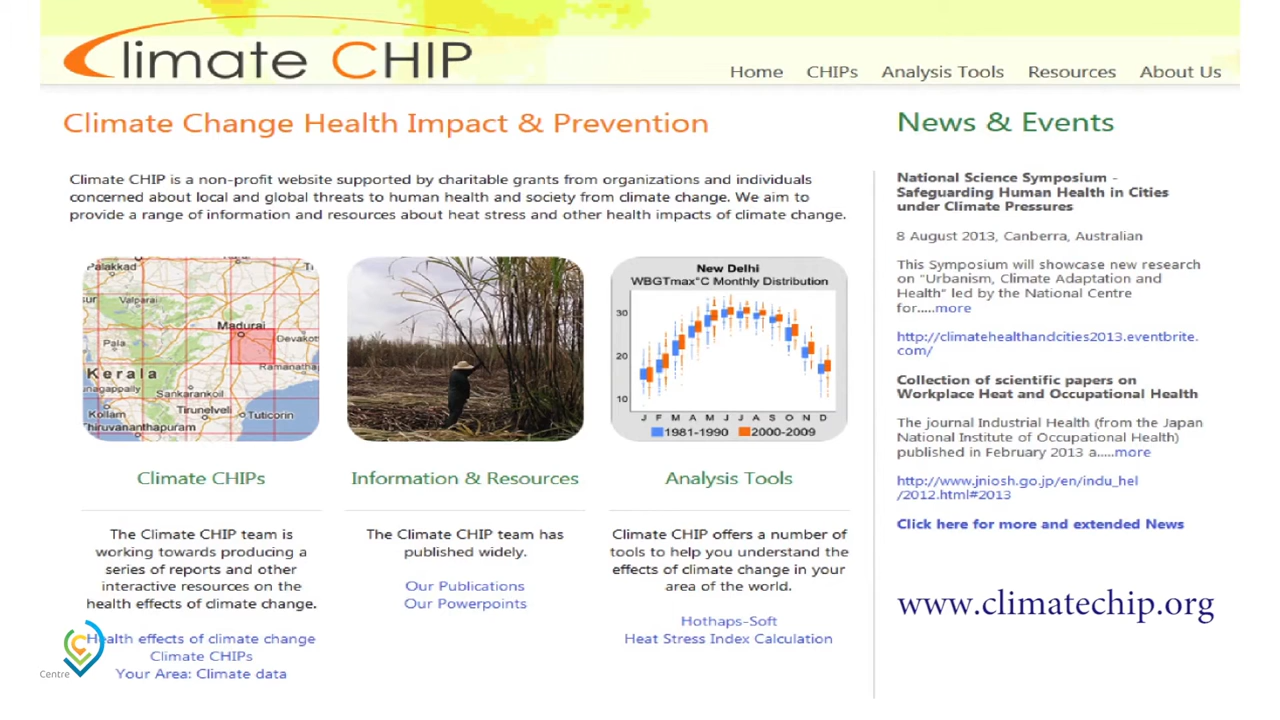 Climate CHIP
Home CHIPs Analysis Tools Resources About Us
Climate Change Health Impact & Prevention
Climate CHIP is a non-profit website supported by charitable grants from organizations and individuals
concerned about local and global threats to human health and society from climate change. We aim to
provide a range of information and resources about heat stress and other health impacts of climate change.
Palakkad
Valparai
Madurai
Pala
Devakot
Kerala
Ramanatha
Sankarankoil
Kollam
Tirunelveli
Tuticorin
Thiruvananthapuram
New Delhi
WBGTmax°C Monthly Distribution
30
20
10
J F M A M J J A S O N D
1981-1990 2000-2009
Climate CHIPs
The Climate CHIP team is
working towards producing a
series of reports and other
interactive resources on the
health effects of climate change.
Health effects of climate change
Climate CHIPs
Your Area: Climate data
Information & Resources
The Climate CHIP team has
published widely.
Our Publications
Our Powerpoints
Analysis Tools
Climate CHIP offers a number of
tools to help you understand the
effects of climate change in your
area of the world.
Hothaps-Soft
Heat Stress Index Calculation
News & Events
National Science Symposium -
Safeguarding Human Health in Cities
under Climate Pressures
8 August 2013, Canberra, Australian
This Symposium will showcase new research
on "Urbanism, Climate Adaptation and
Health" led by the National Centre
for.....more
http://climatehealthandcities2013.eventbrite.
com/
Collection of scientific papers on
Workplace Heat and Occupational Health
The journal Industrial Health (from the Japan
National Institute of Occupational Health)
published in February 2013 a.....more
http://www.jniosh.go.jp/en/indu_hel
/2012.html#2013
Click here for more and extended News
www.climatechip.org
Centre